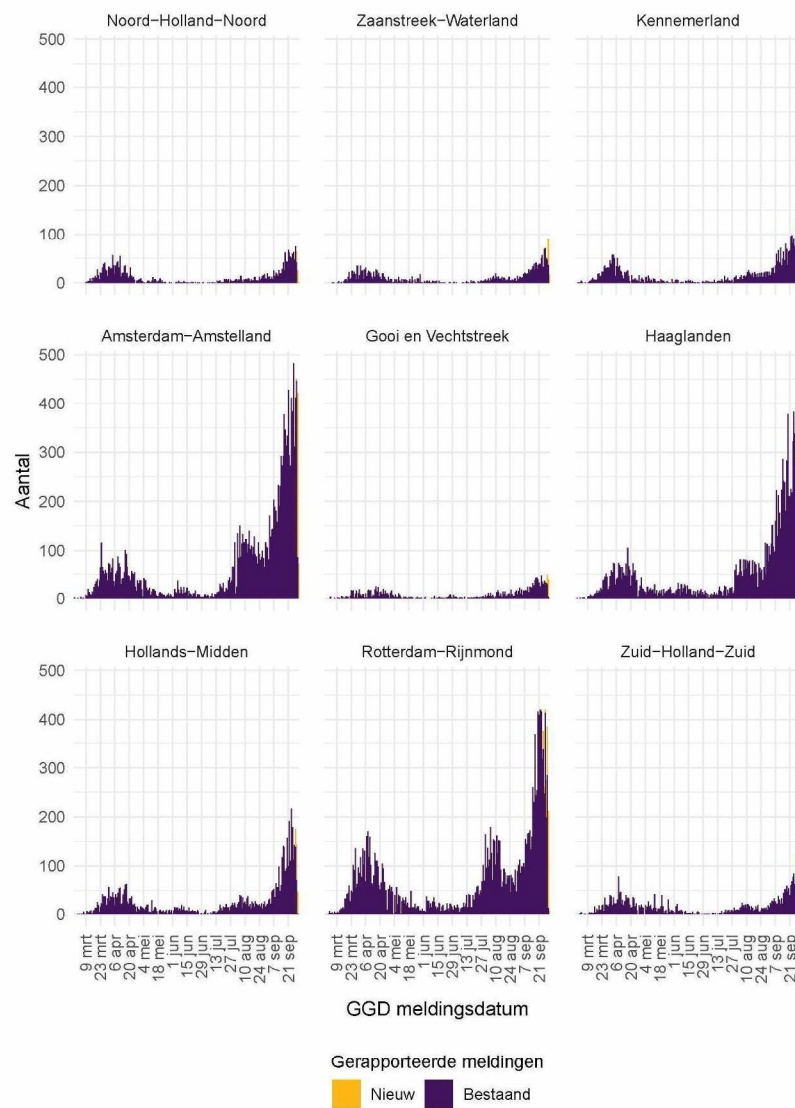 Noord−Holland−Noord
Zaanstreek−Waterland
Kennemerland
500
400
300
200
100
0
Amsterdam−Amstelland
Gooi en Vechtstreek
Haaglanden
500
400
300
200
100
0
Aantal
Hollands−Midden
Rotterdam−Rijnmond
Zuid−Holland−Zuid
500
400
300
200
100
0
9 mrt
23 mrt
6 apr
20 apr
4 mei
18 mei
1 jun
15 jun
29 jun
13 jul
27 jul
10 aug
24 aug
7 sep
21 sep
9 mrt
23 mrt
6 apr
20 apr
4 mei
18 mei
1 jun
15 jun
29 jun
13 jul
27 jul
10 aug
24 aug
7 sep
21 sep
9 mrt
23 mrt
6 apr
20 apr
4 mei
18 mei
1 jun
15 jun
29 jun
13 jul
27 jul
10 aug
24 aug
7 sep
21 sep
GGD meldingsdatum
Gerapporteerde meldingen
Nieuw
Bestaand